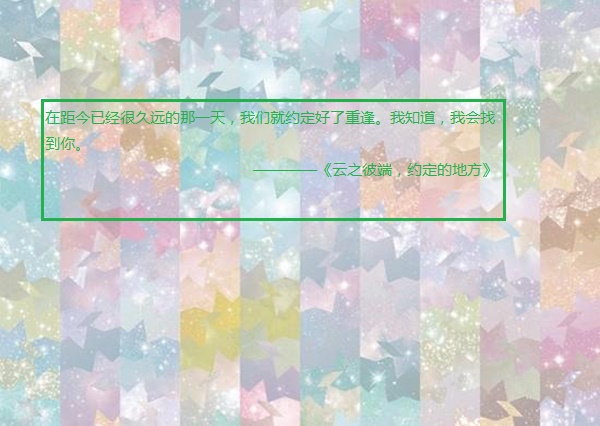 在距今已经很久远的那一天，我们就约定好了重逢。我知道，我会找
到你。
————《云之彼端，约定的地方》